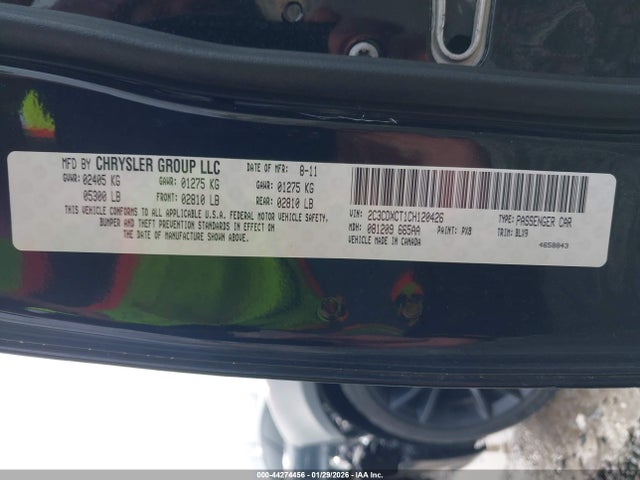 MFD BY CHRYSLER GROUP LLC DATE OF MFR: 8-11
GVWR: 02405 KG GAWR: 01275 KG GAWR: 01275 KG
05300 LB FRONT: 02810 LB REAR: 02810 LB
THIS VEHICLE CONFORMS TO ALL APPLICABLE U.S.A. FEDERAL MOTOR VEHICLE SAFETY,
BUMPER AND THEFT PREVENTION STANDARDS IN EFFECT ON
THE DATE OF MANUFACTURE SHOWN ABOVE.
VIN: 2C3CDXCT1CH120426 TYPE: PASSENGER CAR
MDH: 081209 665AA PAINT: PX8 TRIM: BLX9
VEHICLE MADE IN CANADA 4658843
000-44274456 | 01/29/2026 | IAA Corp.